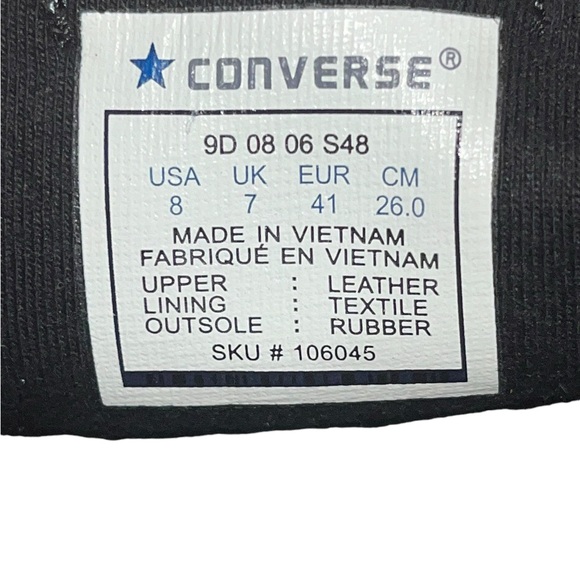 CONVERSE®
9D 08 06 S48
USA UK EUR CM
8 7 41 26.0
MADE IN VIETNAM
FABRIQUÉ EN VIETNAM
UPPER : LEATHER
LINING : TEXTILE
OUTSOLE : RUBBER
SKU # 106045